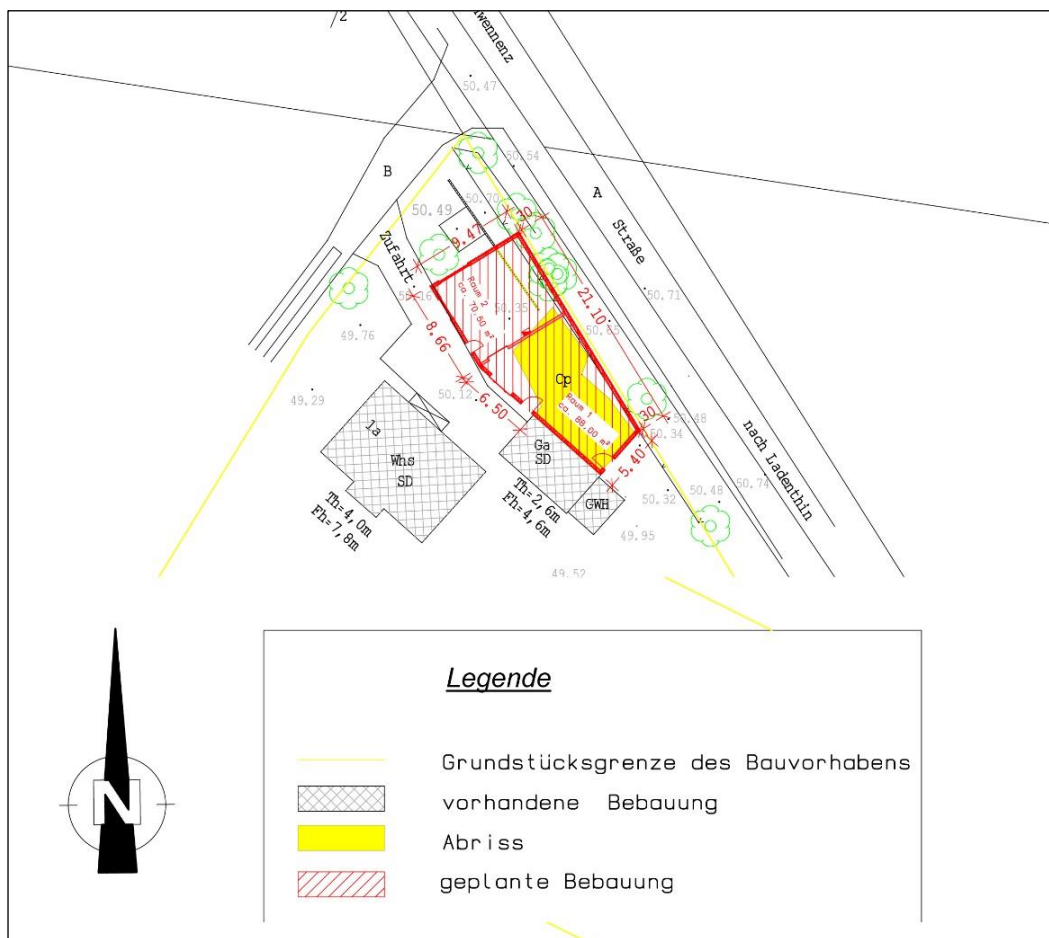 2
wennenz
50.47
50.54
B
50.70
A
50.49
30
Straße
9.47
Zufahrt
50.71
Raum 2
ca. 70.50 m²
50.35
21.10
49.76
8.66
Op
49.29
50.12
6.50
Raum 1
ca. 88,00 m²
30
50.48
50.34
nach Ladenthin
1a
Whs
SD
Ga
SD
5.40
50.74
50.32
50.48
GWH
Th=4,0m
Fh=7,8m
Th=2,6m
Fh=4,6m
49.95
49.52
N
Legende
Grundstücksgrenze des Bauvorhabens
vorhandene Bebauung
Abriss
geplante Bebauung